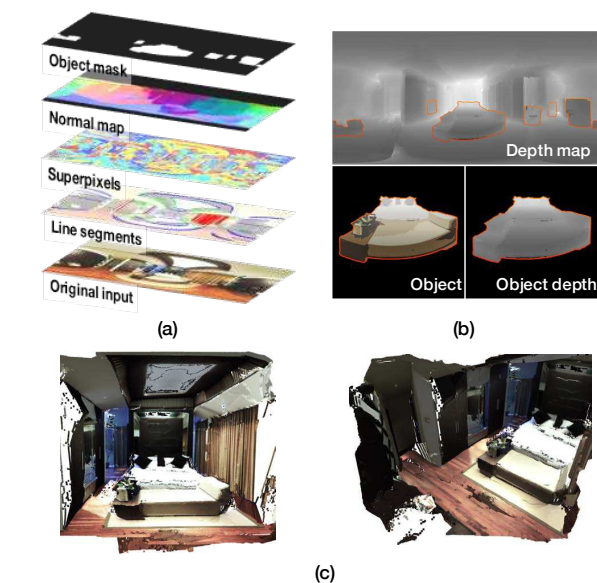 Object mask
Normal map
Superpixels
Line segments
Original input
Depth map
Object
Object depth
(a)
(b)
(c)